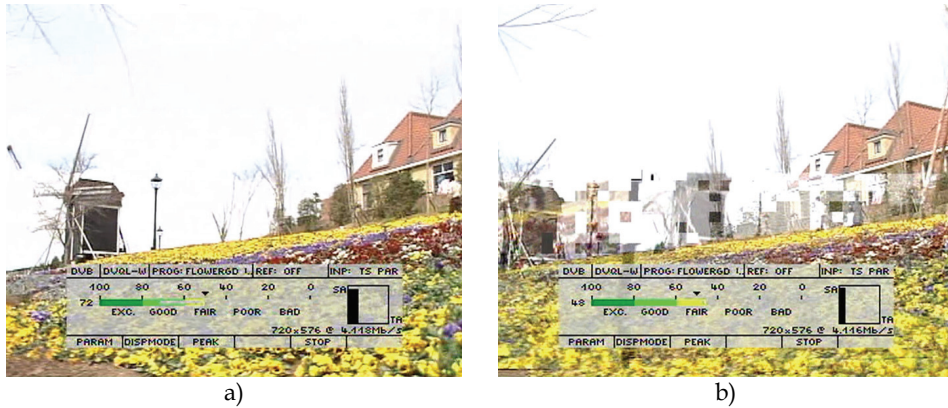 DVB DVQL-W PROG: FLOWERGD 1. REF: OFF INP: TS PAR
100 80 60 40 20 0 SA
72
EXC. GOOD FAIR POOR BAD TA
720x576 @ 4.118Mb/s
PARAM DISPMODE PEAK STOP
a)
DVB DVQL-W PROG: FLOWERGD 1. REF: OFF INP: TS PAR
100 80 60 40 20 0 SA
48
EXC. GOOD FAIR POOR BAD TA
720x576 @ 4.116Mb/s
PARAM DISPMODE PEAK STOP
b)